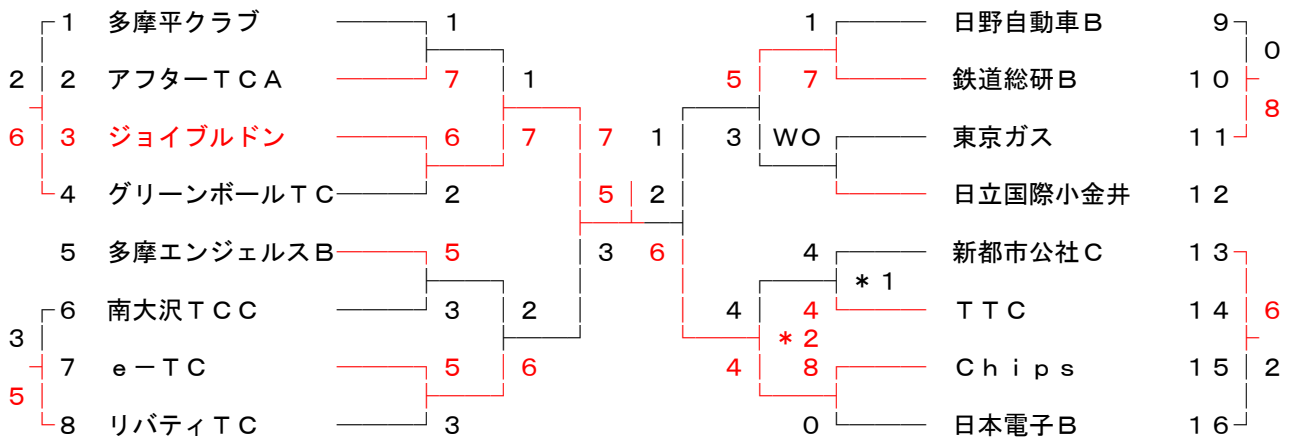 1 多摩平クラブ 1 1 日野自動車B 9
0
2 2 アフターTCA 7 1 5 7 鉄道総研B 10
8
6 3 ジョイブルドン 6 7 7 1 3 WO 東京ガス 11
4 グリーンボールTC 2 5 2 日立国際小金井 12
5 多摩エンジェルスB 5 3 6 4 新都市公社C 13
*1
6 南大沢TCC 3 2 4 4 TTC 14 6
3 *2
7 e-TC 5 6 4 8 Chips 15 2
5
8 リバティTC 3 0 日本電子B 16